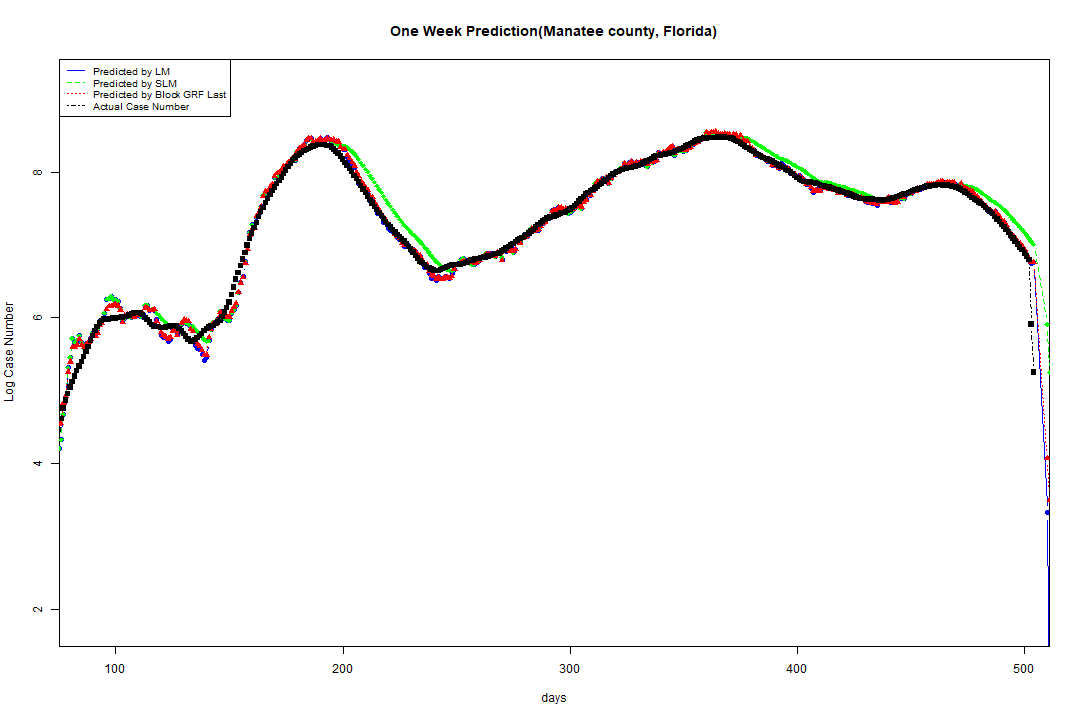 One Week Prediction(Manatee county, Florida)
Predicted by LM
Predicted by SLM
Predicted by Block GRF Last
Actual Case Number
Log Case Number
8
6
4
2
100 200 300 400 500
days